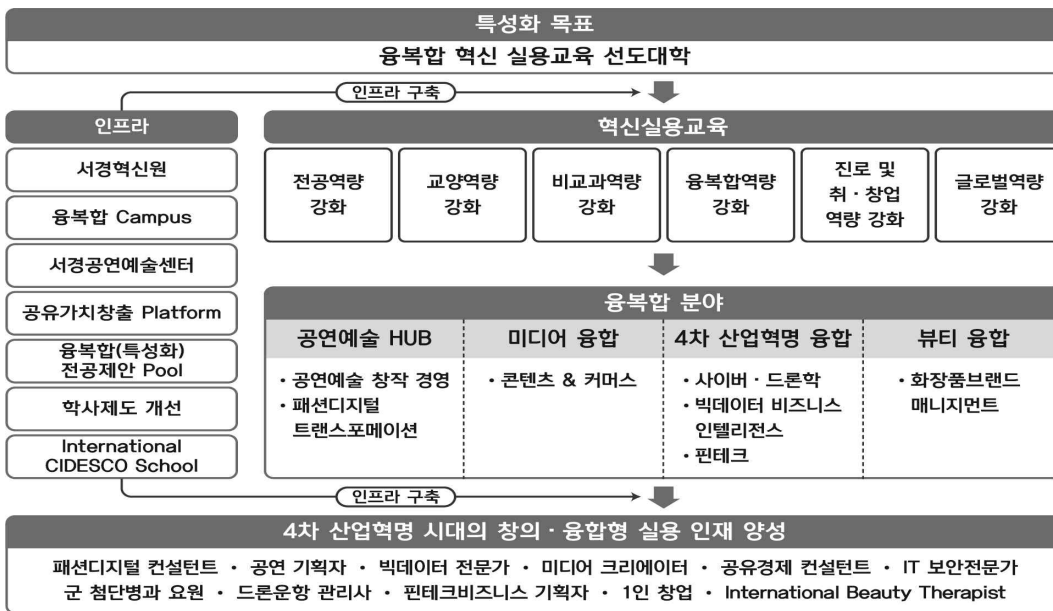 특성화 목표
융복합 혁신 실용교육 선도대학
인프라 구축
인프라
서경혁신원
융복합 Campus
서경공연예술센터
공유가치창출 Platform
융복합(특성화)
전공제안 Pool
학사제도 개선
International
CIDESCO School
혁신실용교육
전공역량
강화
교양역량
강화
비교과역량
강화
융복합역량
강화
진로 및
취·창업
역량 강화
글로벌역량
강화
융복합 분야
공연예술 HUB
• 공연예술 창작 경영
• 패션디지털
트랜스포메이션
미디어 융합
• 콘텐츠 & 커머스
4차 산업혁명 융합
• 사이버·드론학
• 빅데이터 비즈니스
인텔리전스
• 핀테크
뷰티 융합
• 화장품브랜드
매니지먼트
인프라 구축
4차 산업혁명 시대의 창의·융합형 실용 인재 양성
패션디지털 컨설턴트 • 공연 기획자 • 빅데이터 전문가 • 미디어 크리에이터 • 공유경제 컨설턴트 • IT 보안전문가
군 첨단병과 요원 • 드론운항 관리사 • 핀테크비즈니스 기획자 • 1인 창업 • International Beauty Therapist